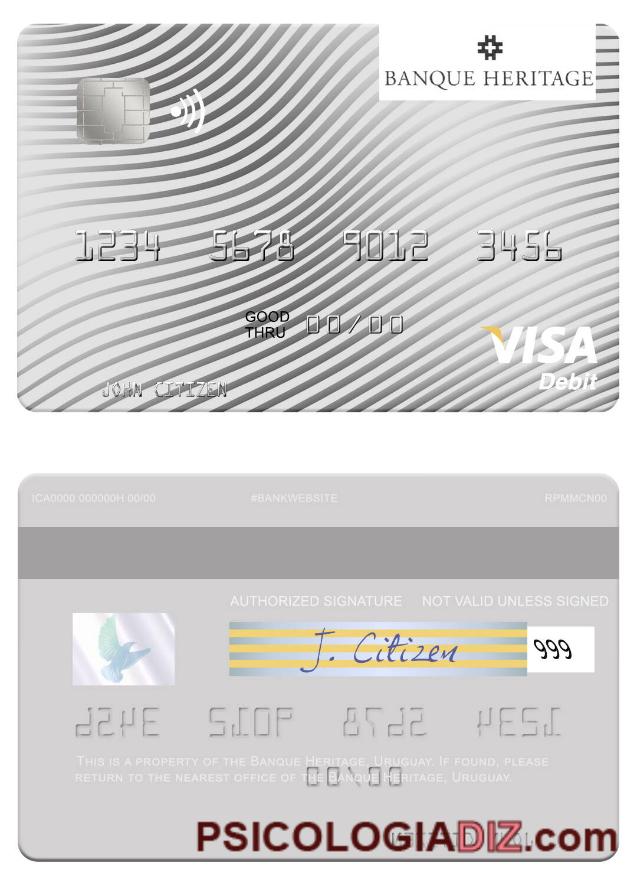 BANQUE HERITAGE
1234 5678 9012 3456
GOOD THRU 00/00
VISA
Debit
JOHN CITIZEN
ICA0000 000000H 00/00 #BANKWEBSITE RPMMCN00
AUTHORIZED SIGNATURE NOT VALID UNLESS SIGNED
J. Citizen 999
THIS IS A PROPERTY OF THE BANQUE HERITAGE, URUGUAY. IF FOUND, PLEASE
RETURN TO THE NEAREST OFFICE OF THE BANQUE HERITAGE, URUGUAY.
PSICOLOGIADIZ.com